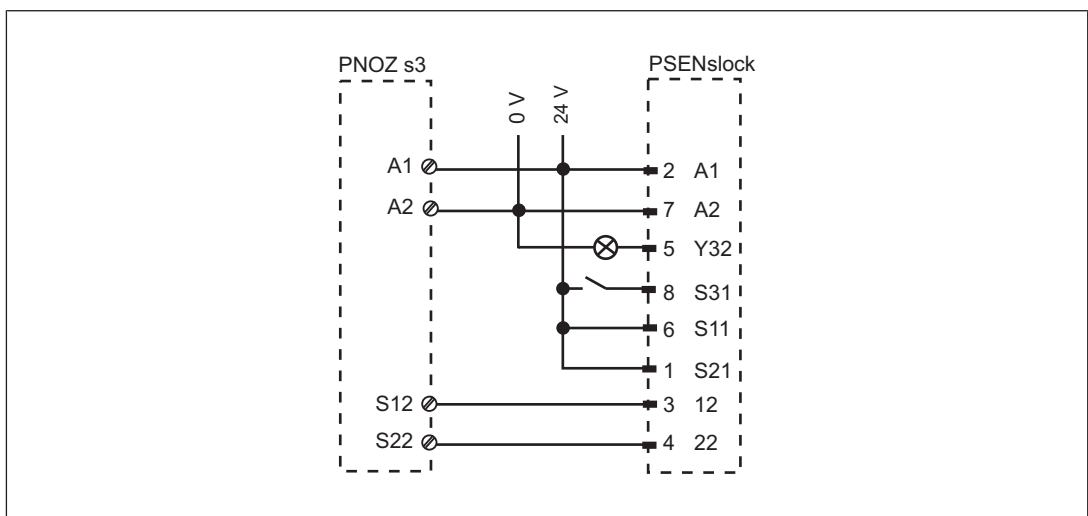 PNOZ s3
PSENslock
0 V
24 V
A1
2 A1
A2
7 A2
5 Y32
8 S31
6 S11
1 S21
S12
3 12
S22
4 22